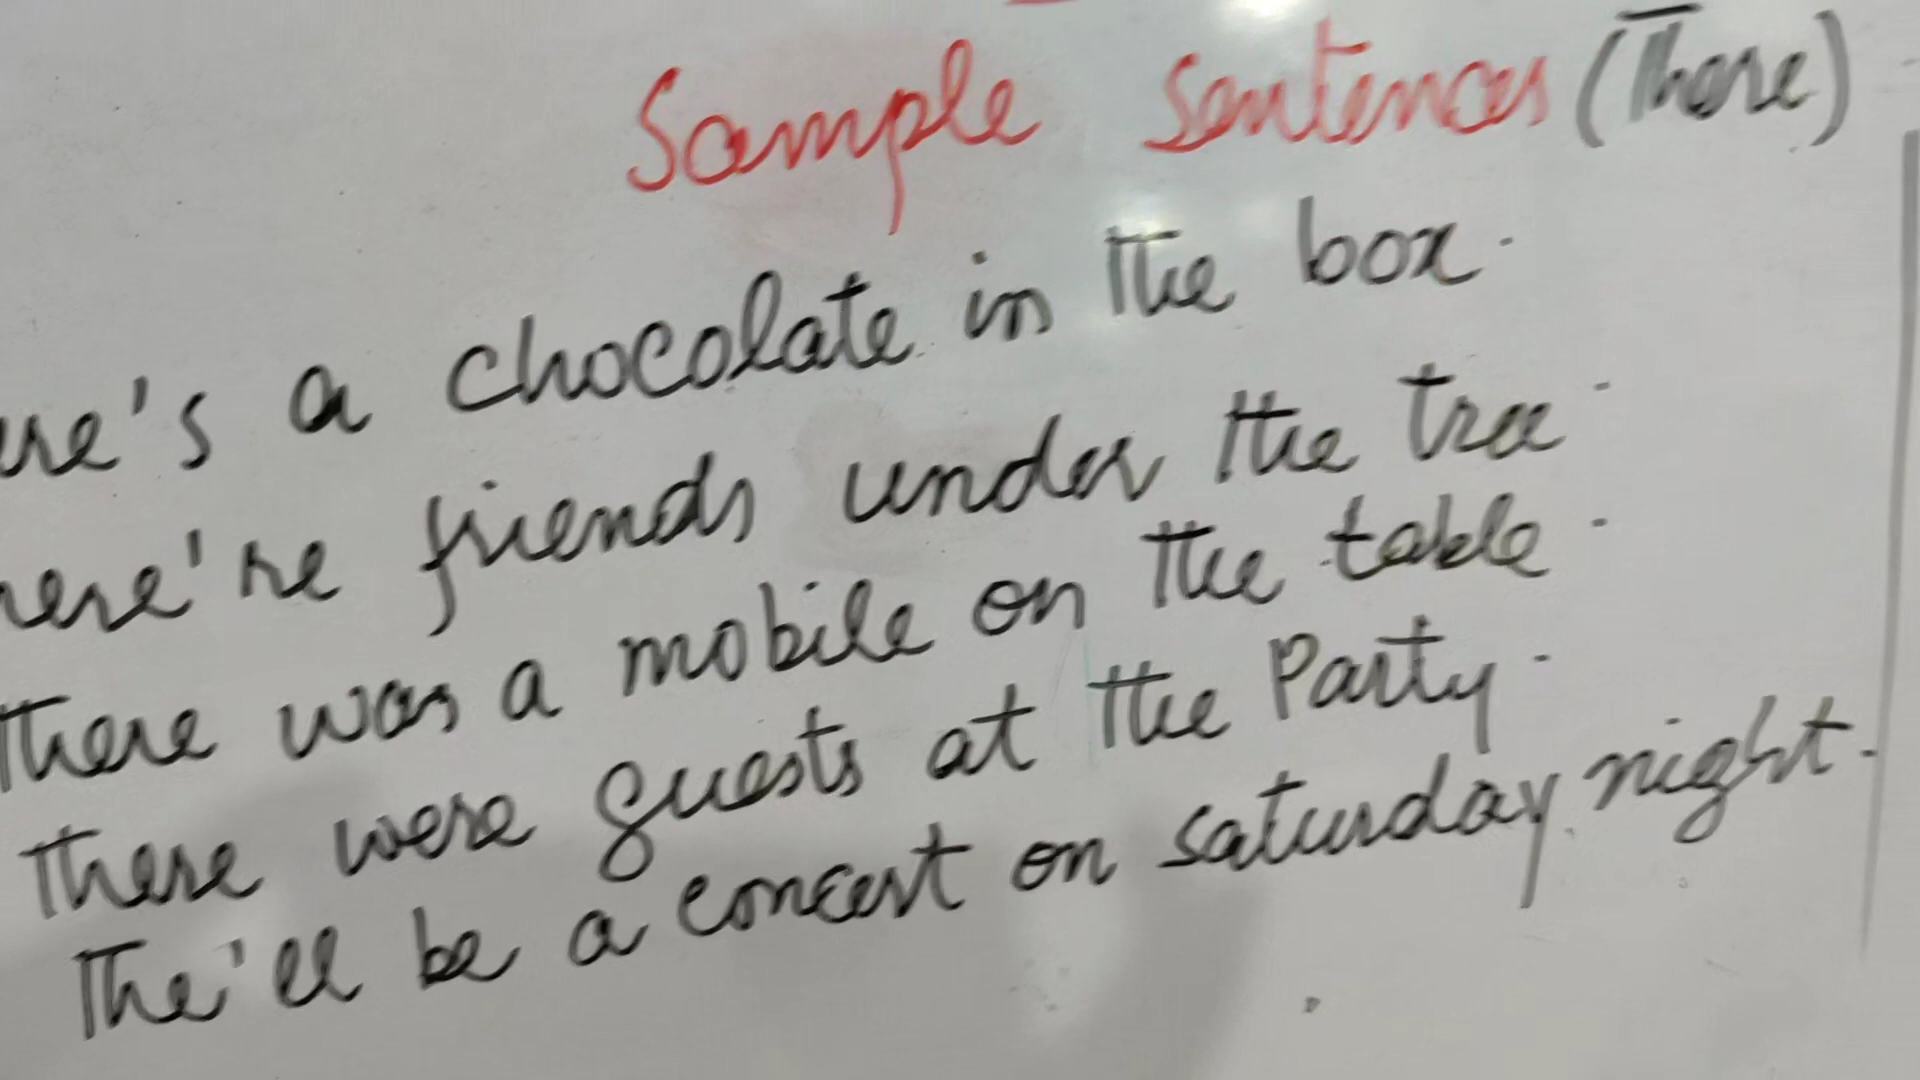 Sample Sentences (There)
ere's a chocolate in the box.
here're friends under the tree.
There was a mobile on the table.
There were guests at the Party.
The'll be a concert on saturday night.